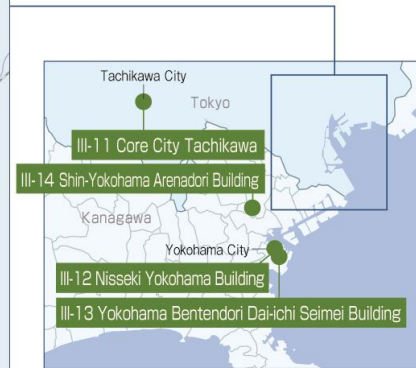 Tachikawa City
Tokyo
III-11 Core City Tachikawa
III-14 Shin-Yokohama Arenadori Building
Kanagawa
Yokohama City
III-12 Nisseki Yokohama Building
III-13 Yokohama Bentendori Dai-ichi Seimei Building